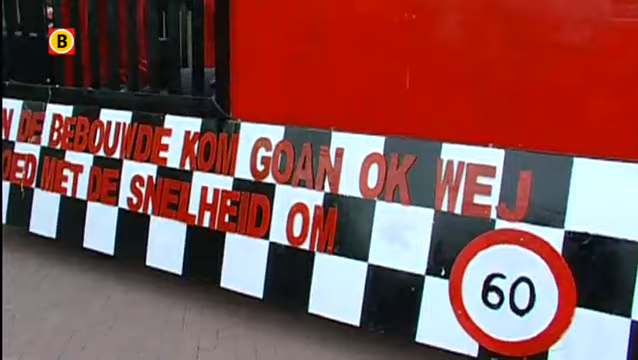 B
N DE BEBOUWDE KOM GOAN OK WEJ
OED MET DE SNELHEID OM
60